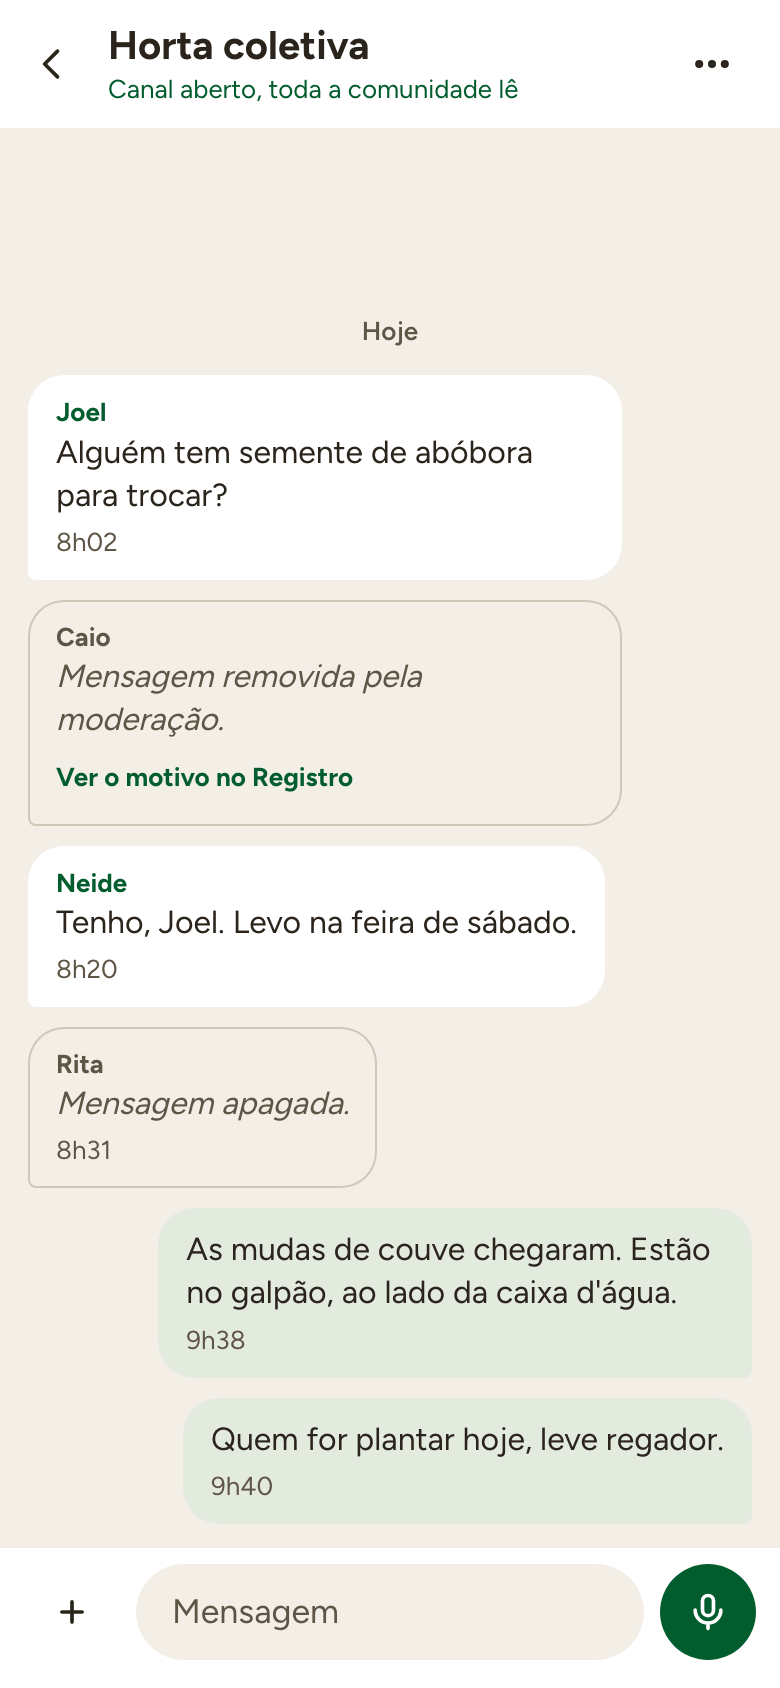 Horta coletiva
Canal aberto, toda a comunidade lê
Hoje
Joel
Alguém tem semente de abóbora
para trocar?
8h02
Caio
Mensagem removida pela
moderação.
Ver o motivo no Registro
Neide
Tenho, Joel. Levo na feira de sábado.
8h20
Rita
Mensagem apagada.
8h31
As mudas de couve chegaram. Estão
no galpão, ao lado da caixa d'água.
9h38
Quem for plantar hoje, leve regador.
9h40
Mensagem